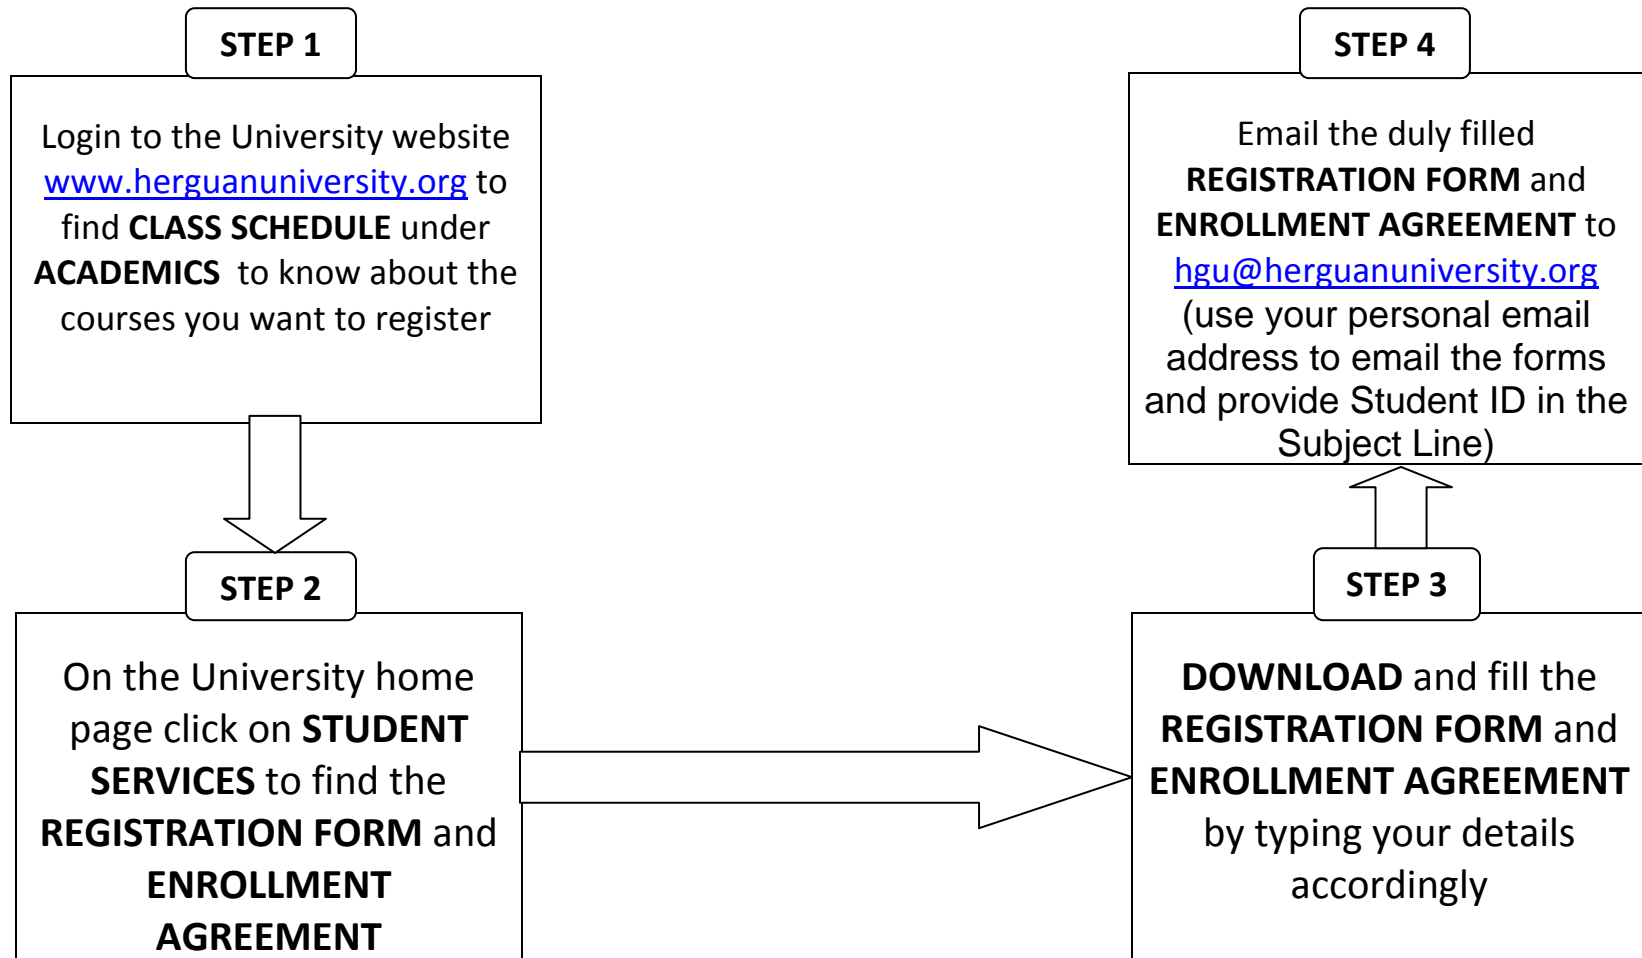 STEP 1
Login to the University website
www.herguanuniversity.org to
find CLASS SCHEDULE under
ACADEMICS to know about the
courses you want to register
STEP 2
On the University home
page click on STUDENT
SERVICES to find the
REGISTRATION FORM and
ENROLLMENT
AGREEMENT
STEP 3
DOWNLOAD and fill the
REGISTRATION FORM and
ENROLLMENT AGREEMENT
by typing your details
accordingly
STEP 4
Email the duly filled
REGISTRATION FORM and
ENROLLMENT AGREEMENT to
hgu@herguanuniversity.org
(use your personal email
address to email the forms
and provide Student ID in the
Subject Line)